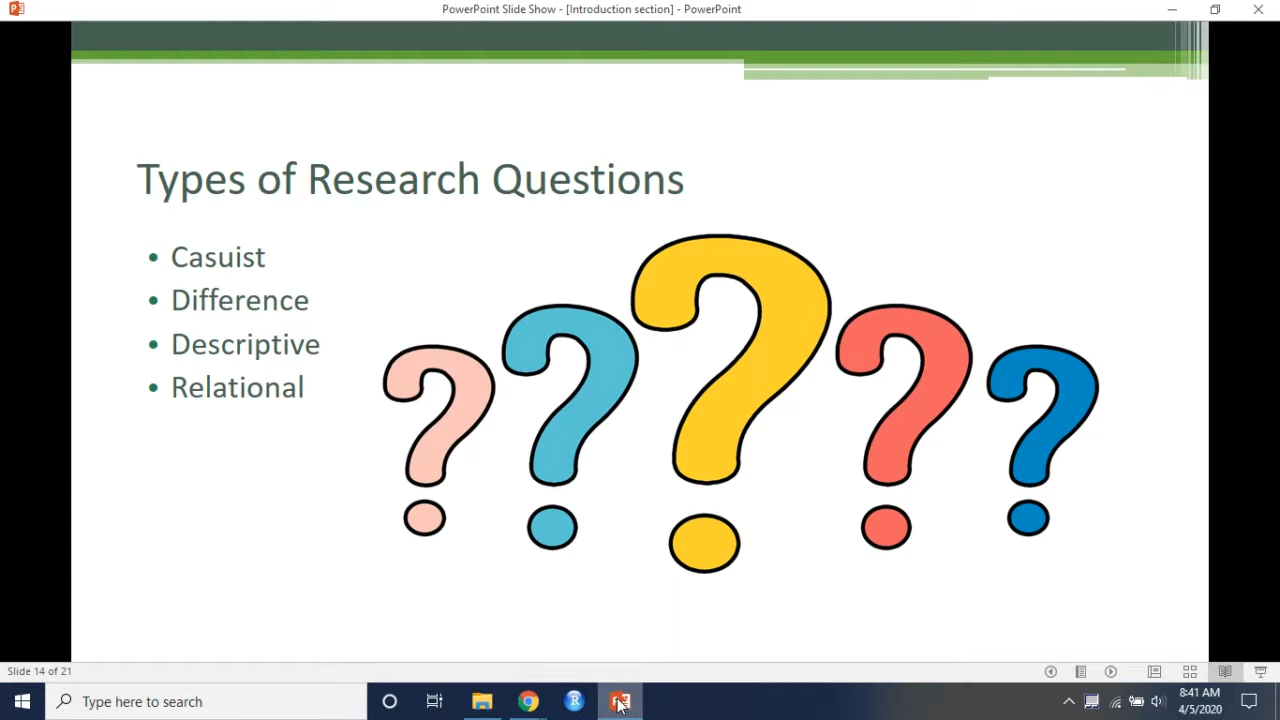 PowerPoint Slide Show - [Introduction section] - PowerPoint
Types of Research Questions
• Casuist
• Difference
• Descriptive
• Relational
Slide 14 of 21
Type here to search
8:41 AM
4/5/2020